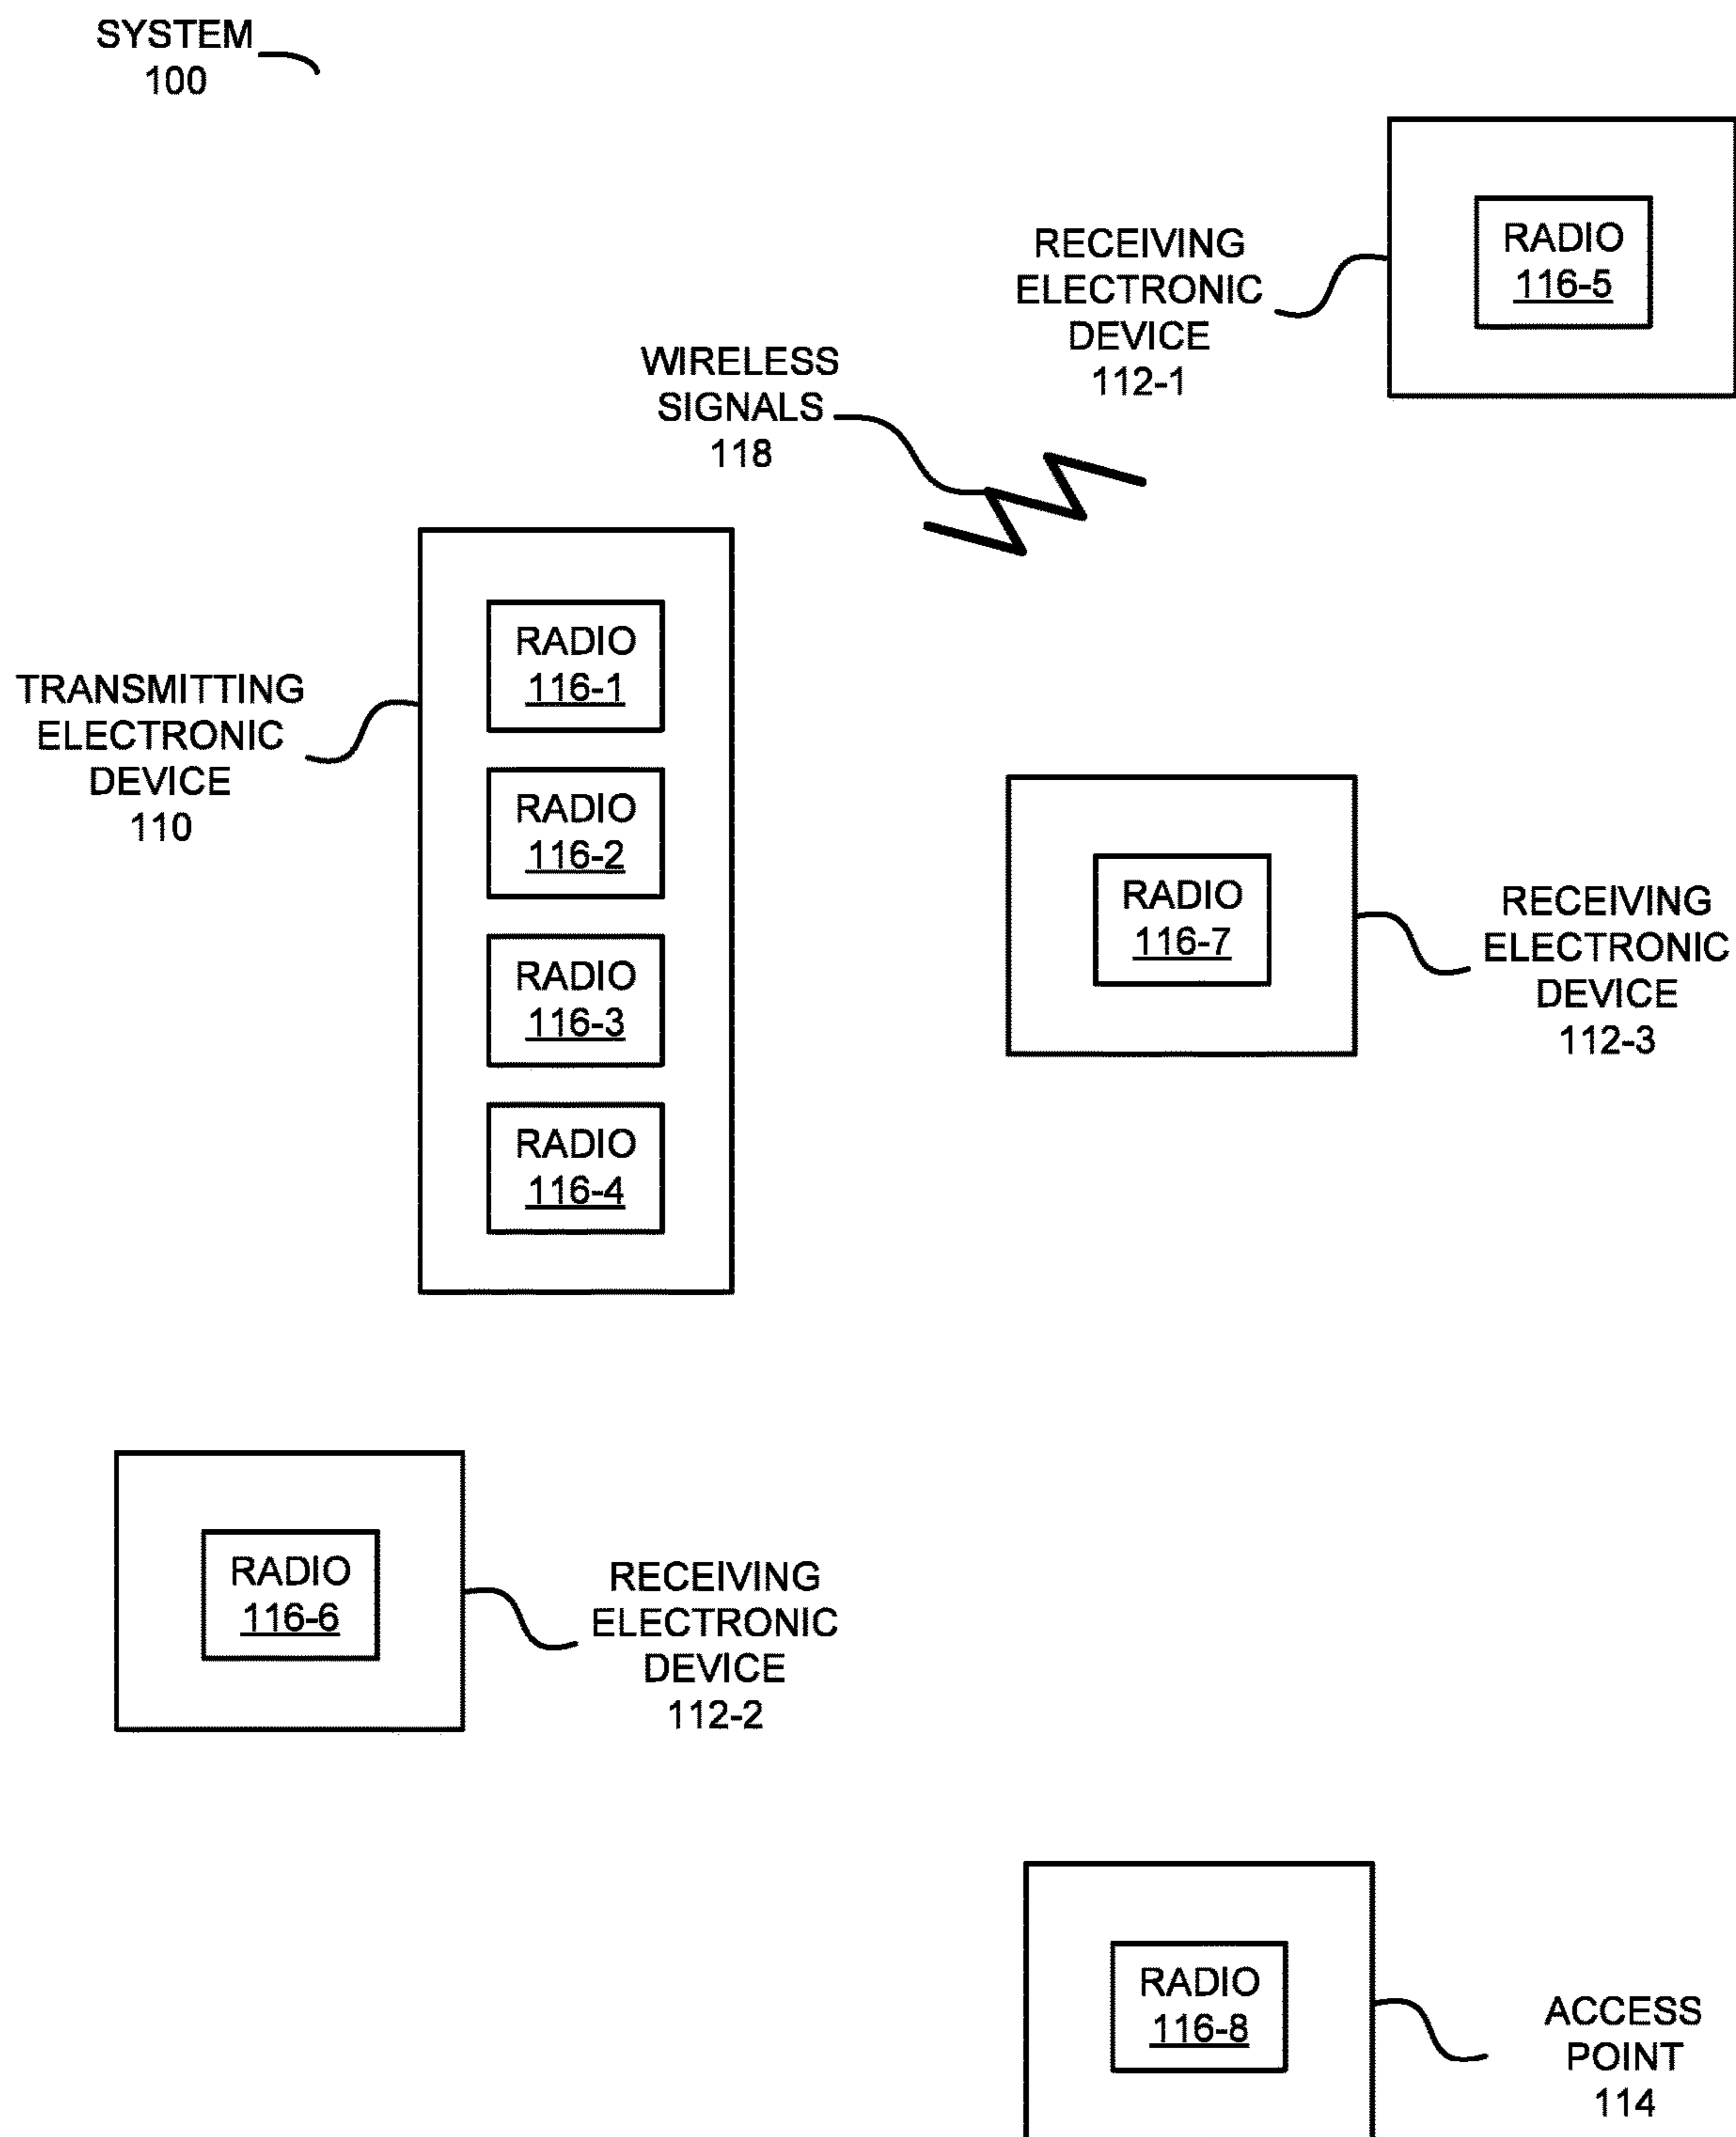 SYSTEM
100
RADIO
116-5
RECEIVING
ELECTRONIC
DEVICE
112-1
WIRELESS
SIGNALS
118
TRANSMITTING
ELECTRONIC
DEVICE
110
RADIO
116-1
RADIO
116-2
RADIO
116-3
RADIO
116-4
RADIO
116-7
RECEIVING
ELECTRONIC
DEVICE
112-3
RADIO
116-6
RECEIVING
ELECTRONIC
DEVICE
112-2
RADIO
116-8
ACCESS
POINT
114